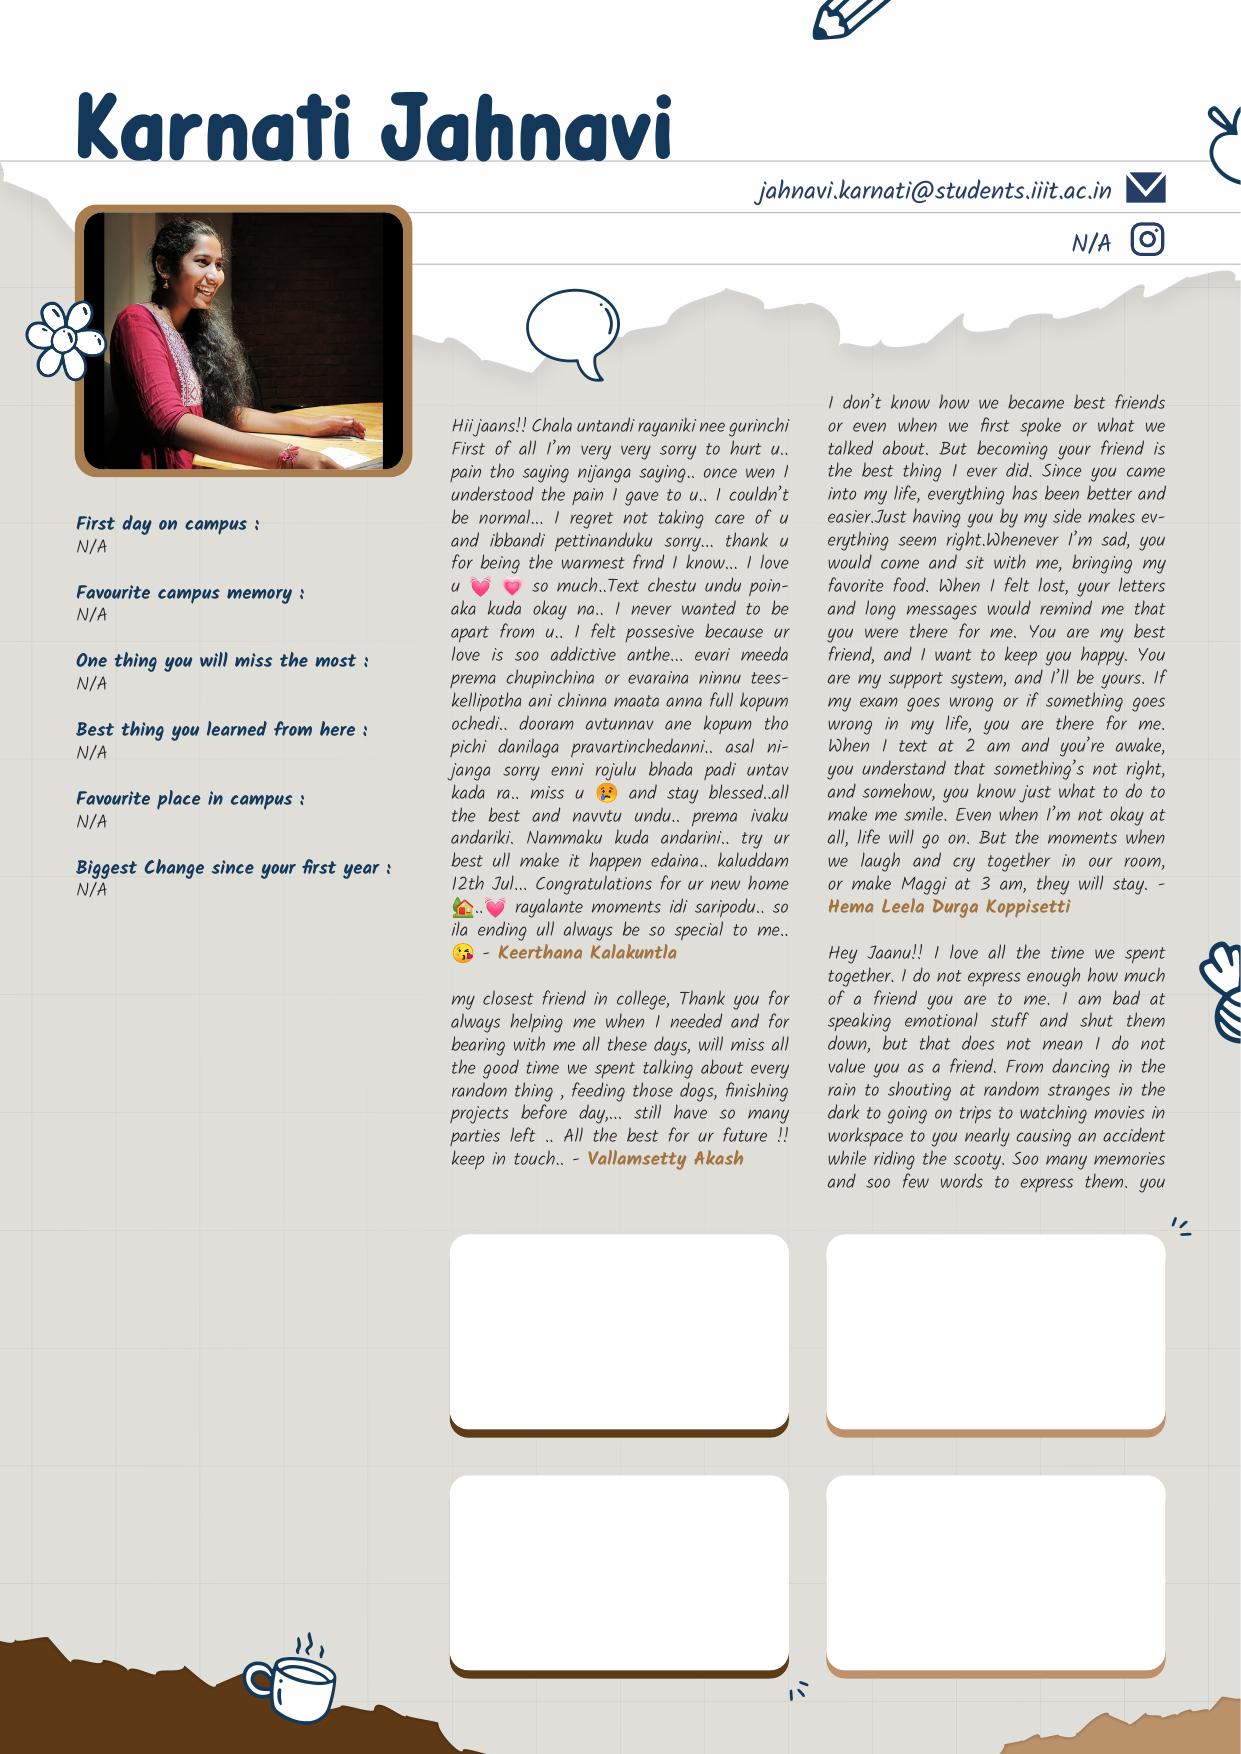 Karnati Jahnavi
jahnavi.karnati@students.iiit.ac.in
N/A
First day on campus :
N/A
Favourite campus memory :
N/A
One thing you will miss the most :
N/A
Best thing you learned from here :
N/A
Favourite place in campus :
N/A
Biggest Change since your first year :
N/A
Hii jaans!! Chala untandi rayaniki nee gurinchi
First of all I'm very very sorry to hurt u..
pain tho saying nijanga saying.. once wen I
understood the pain I gave to u.. I couldn't
be normal... I regret not taking care of u
and ibbandi pettinanduku sorry... thank u
for being the warmest frnd I know... I love
u 💓 💗 so much..Text chestu undu poin-
aka kuda okay na.. I never wanted to be
apart from u.. I felt possesive because ur
love is soo addictive anthe... evari meeda
prema chupinchina or evaraina ninnu tees-
kellipotha ani chinna maata anna full kopum
ochedi.. dooram avtunnav ane kopum tho
pichi danilaga pravartinchedanni.. asal ni-
janga sorry enni rojulu bhada padi untav
kada ra.. miss u 😢 and stay blessed..all
the best and navvtu undu.. prema ivaku
andariki. Nammaku kuda andarini.. try ur
best ull make it happen edaina.. kaluddam
12th Jul... Congratulations for ur new home
🏡..💓 rayalante moments idi saripodu.. so
ila ending ull always be so special to me..
😘 - Keerthana Kalakuntla
my closest friend in college, Thank you for
always helping me when I needed and for
bearing with me all these days, will miss all
the good time we spent talking about every
random thing , feeding those dogs, finishing
projects before day,... still have so many
parties left .. All the best for ur future !!
keep in touch.. - Vallamsetty Akash
I don't know how we became best friends
or even when we first spoke or what we
talked about. But becoming your friend is
the best thing I ever did. Since you came
into my life, everything has been better and
easier.Just having you by my side makes ev-
erything seem right.Whenever I'm sad, you
would come and sit with me, bringing my
favorite food. When I felt lost, your letters
and long messages would remind me that
you were there for me. You are my best
friend, and I want to keep you happy. You
are my support system, and I'll be yours. If
my exam goes wrong or if something goes
wrong in my life, you are there for me.
When I text at 2 am and you're awake,
you understand that something's not right,
and somehow, you know just what to do to
make me smile. Even when I'm not okay at
all, life will go on. But the moments when
we laugh and cry together in our room,
or make Maggi at 3 am, they will stay. -
Hema Leela Durga Koppisetti
Hey Jaanu!! I love all the time we spent
together. I do not express enough how much
of a friend you are to me. I am bad at
speaking emotional stuff and shut them
down, but that does not mean I do not
value you as a friend. From dancing in the
rain to shouting at random stranges in the
dark to going on trips to watching movies in
workspace to you nearly causing an accident
while riding the scooty. Soo many memories
and soo few words to express them. you